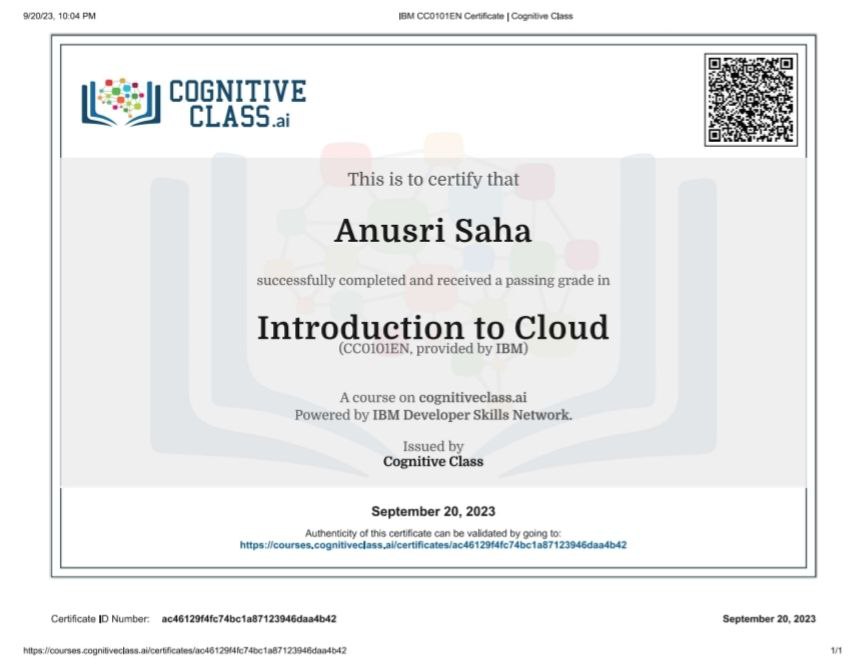 9/20/23, 10:04 PM IBM CC0101EN Certificate | Cognitive Class
COGNITIVE
CLASS.ai
This is to certify that
Anusri Saha
successfully completed and received a passing grade in
Introduction to Cloud
(CC0101EN, provided by IBM)
A course on cognitiveclass.ai
Powered by IBM Developer Skills Network.
Issued by
Cognitive Class
September 20, 2023
Authenticity of this certificate can be validated by going to:
https://courses.cognitiveclass.ai/certificates/ac46129f4fc74bc1a87123946daa4b42
Certificate ID Number: ac46129f4fc74bc1a87123946daa4b42 September 20, 2023
https://courses.cognitiveclass.ai/certificates/ac46129f4fc74bc1a87123946daa4b42 1/1